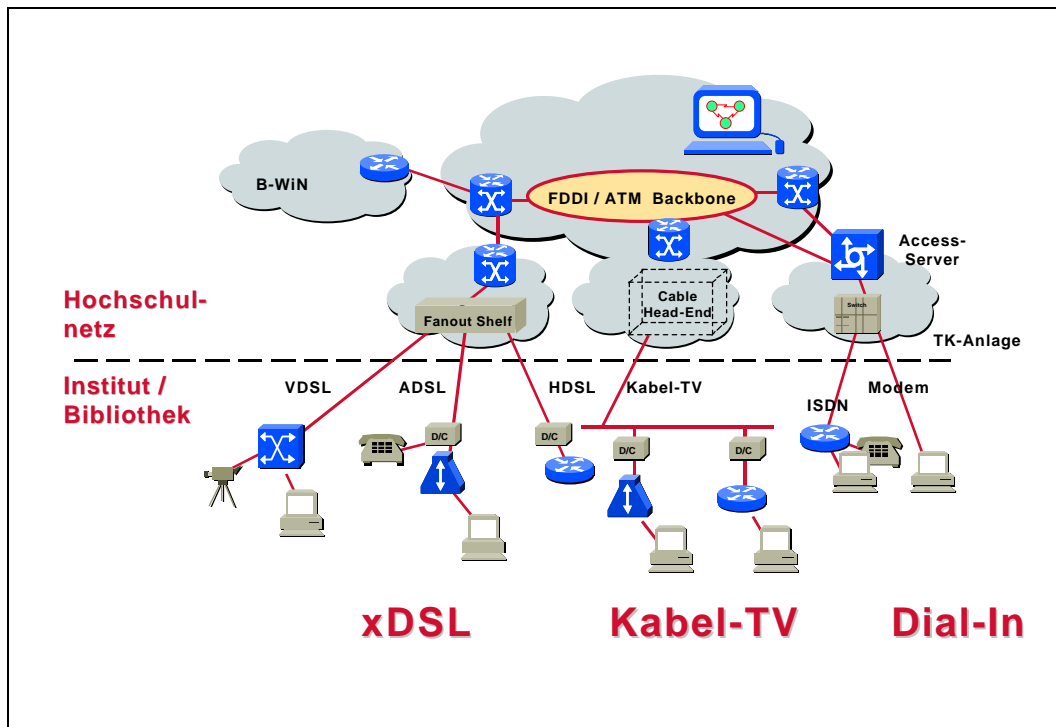 B-WiN
FDDI / ATM Backbone
Access-
Server
Cable
Head-End
Switch
Fanout Shelf
Hochschul-
netz
TK-Anlage
Institut /
Bibliothek
VDSL
ADSL
HDSL
Kabel-TV
Modem
ISDN
D/C
D/C
D/C
D/C
xDSL
Kabel-TV
Dial-In